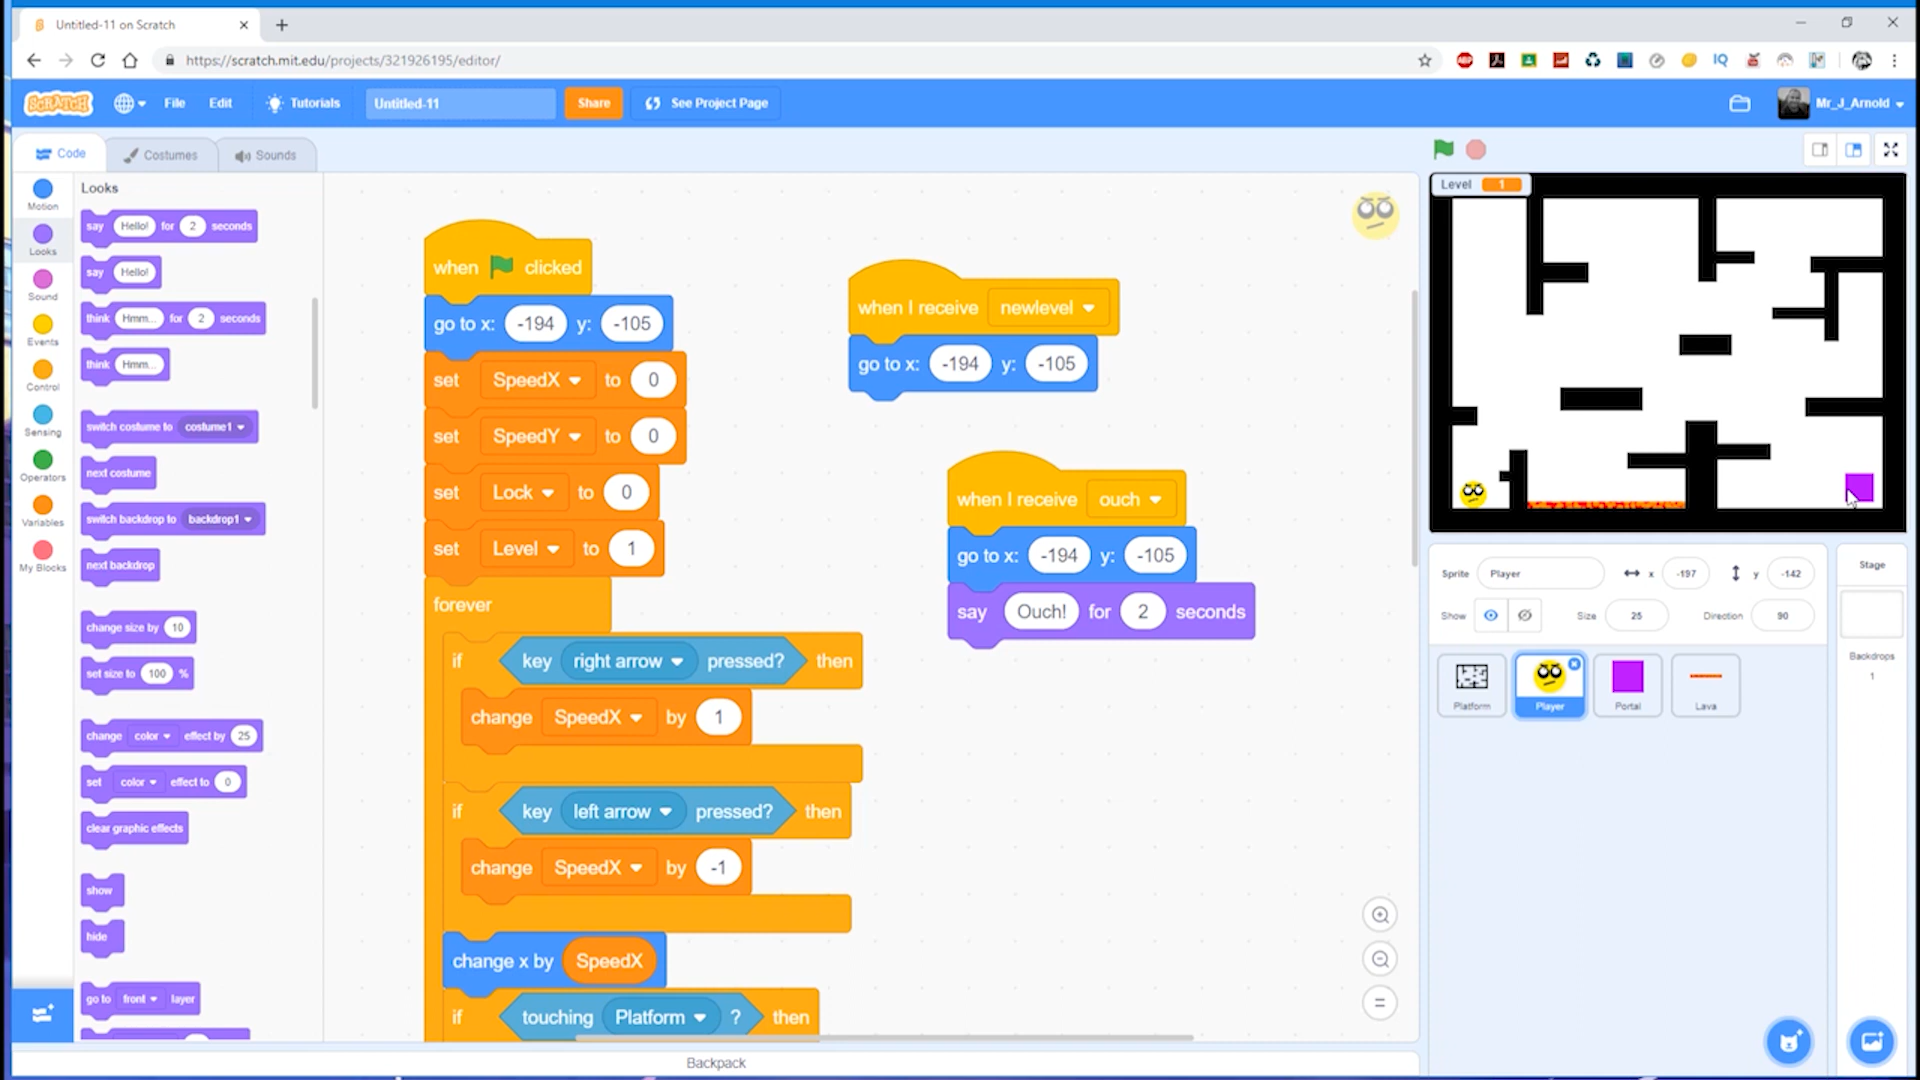 Untitled-11 on Scratch
https://scratch.mit.edu/projects/321926195/editor/
SCRATCH File Edit Tutorials Untitled-11 Share See Project Page Mr_J_Arnold
Code Costumes Sounds
Motion
Looks
Sound
Events
Control
Sensing
Operators
Variables
My Blocks
Looks
say Hello! for 2 seconds
say Hello!
think Hmm... for 2 seconds
think Hmm...
switch costume to costume1
next costume
switch backdrop to backdrop1
next backdrop
change size by 10
set size to 100 %
change color effect by 25
set color effect to 0
clear graphic effects
show
hide
go to front layer
when clicked
go to x: -194 y: -105
set SpeedX to 0
set SpeedY to 0
set Lock to 0
set Level to 1
forever
if key right arrow pressed? then
change SpeedX by 1
if key left arrow pressed? then
change SpeedX by -1
change x by SpeedX
if touching Platform ? then
when I receive newlevel
go to x: -194 y: -105
when I receive ouch
go to x: -194 y: -105
say Ouch! for 2 seconds
Backpack
Level 1
Sprite Player x -197 y -142
Show Size 25 Direction 90
Platform Player Portal Lava
Stage
Backdrops
1